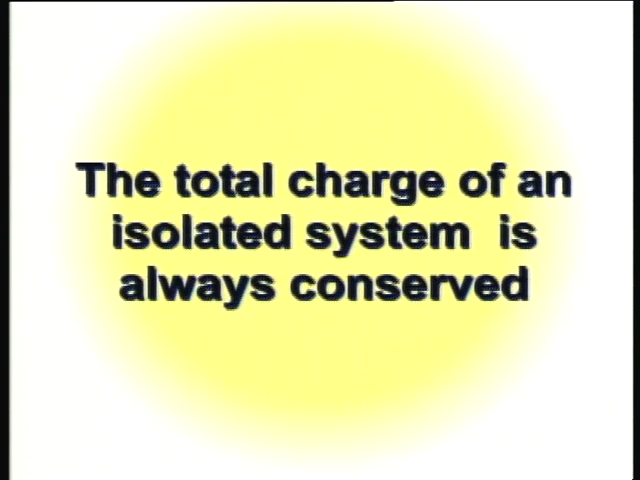 The total charge of an
isolated system is
always conserved